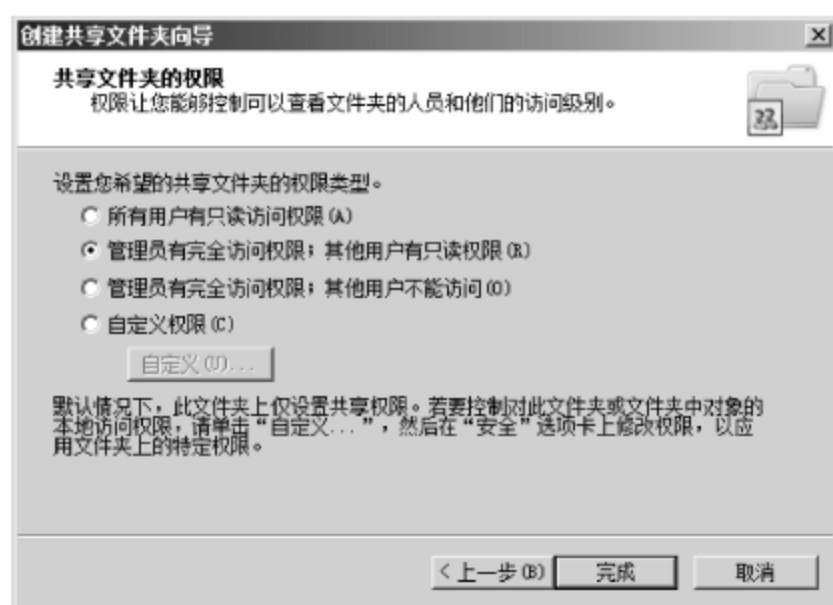 创建共享文件夹向导
共享文件夹的权限
权限让您能够控制可以查看文件夹的人员和他们的访问级别。
设置您希望的共享文件夹的权限类型。
所有用户有只读访问权限(A)
管理员有完全访问权限；其他用户有只读权限(R)
管理员有完全访问权限；其他用户不能访问(O)
自定义权限(C)
自定义(U)...
默认情况下，此文件夹上仅设置共享权限。若要控制对此文件夹或文件夹中对象的
本地访问权限，请单击“自定义...”，然后在“安全”选项卡上修改权限，以应
用文件夹上的特定权限。
<上一步(B) 完成 取消